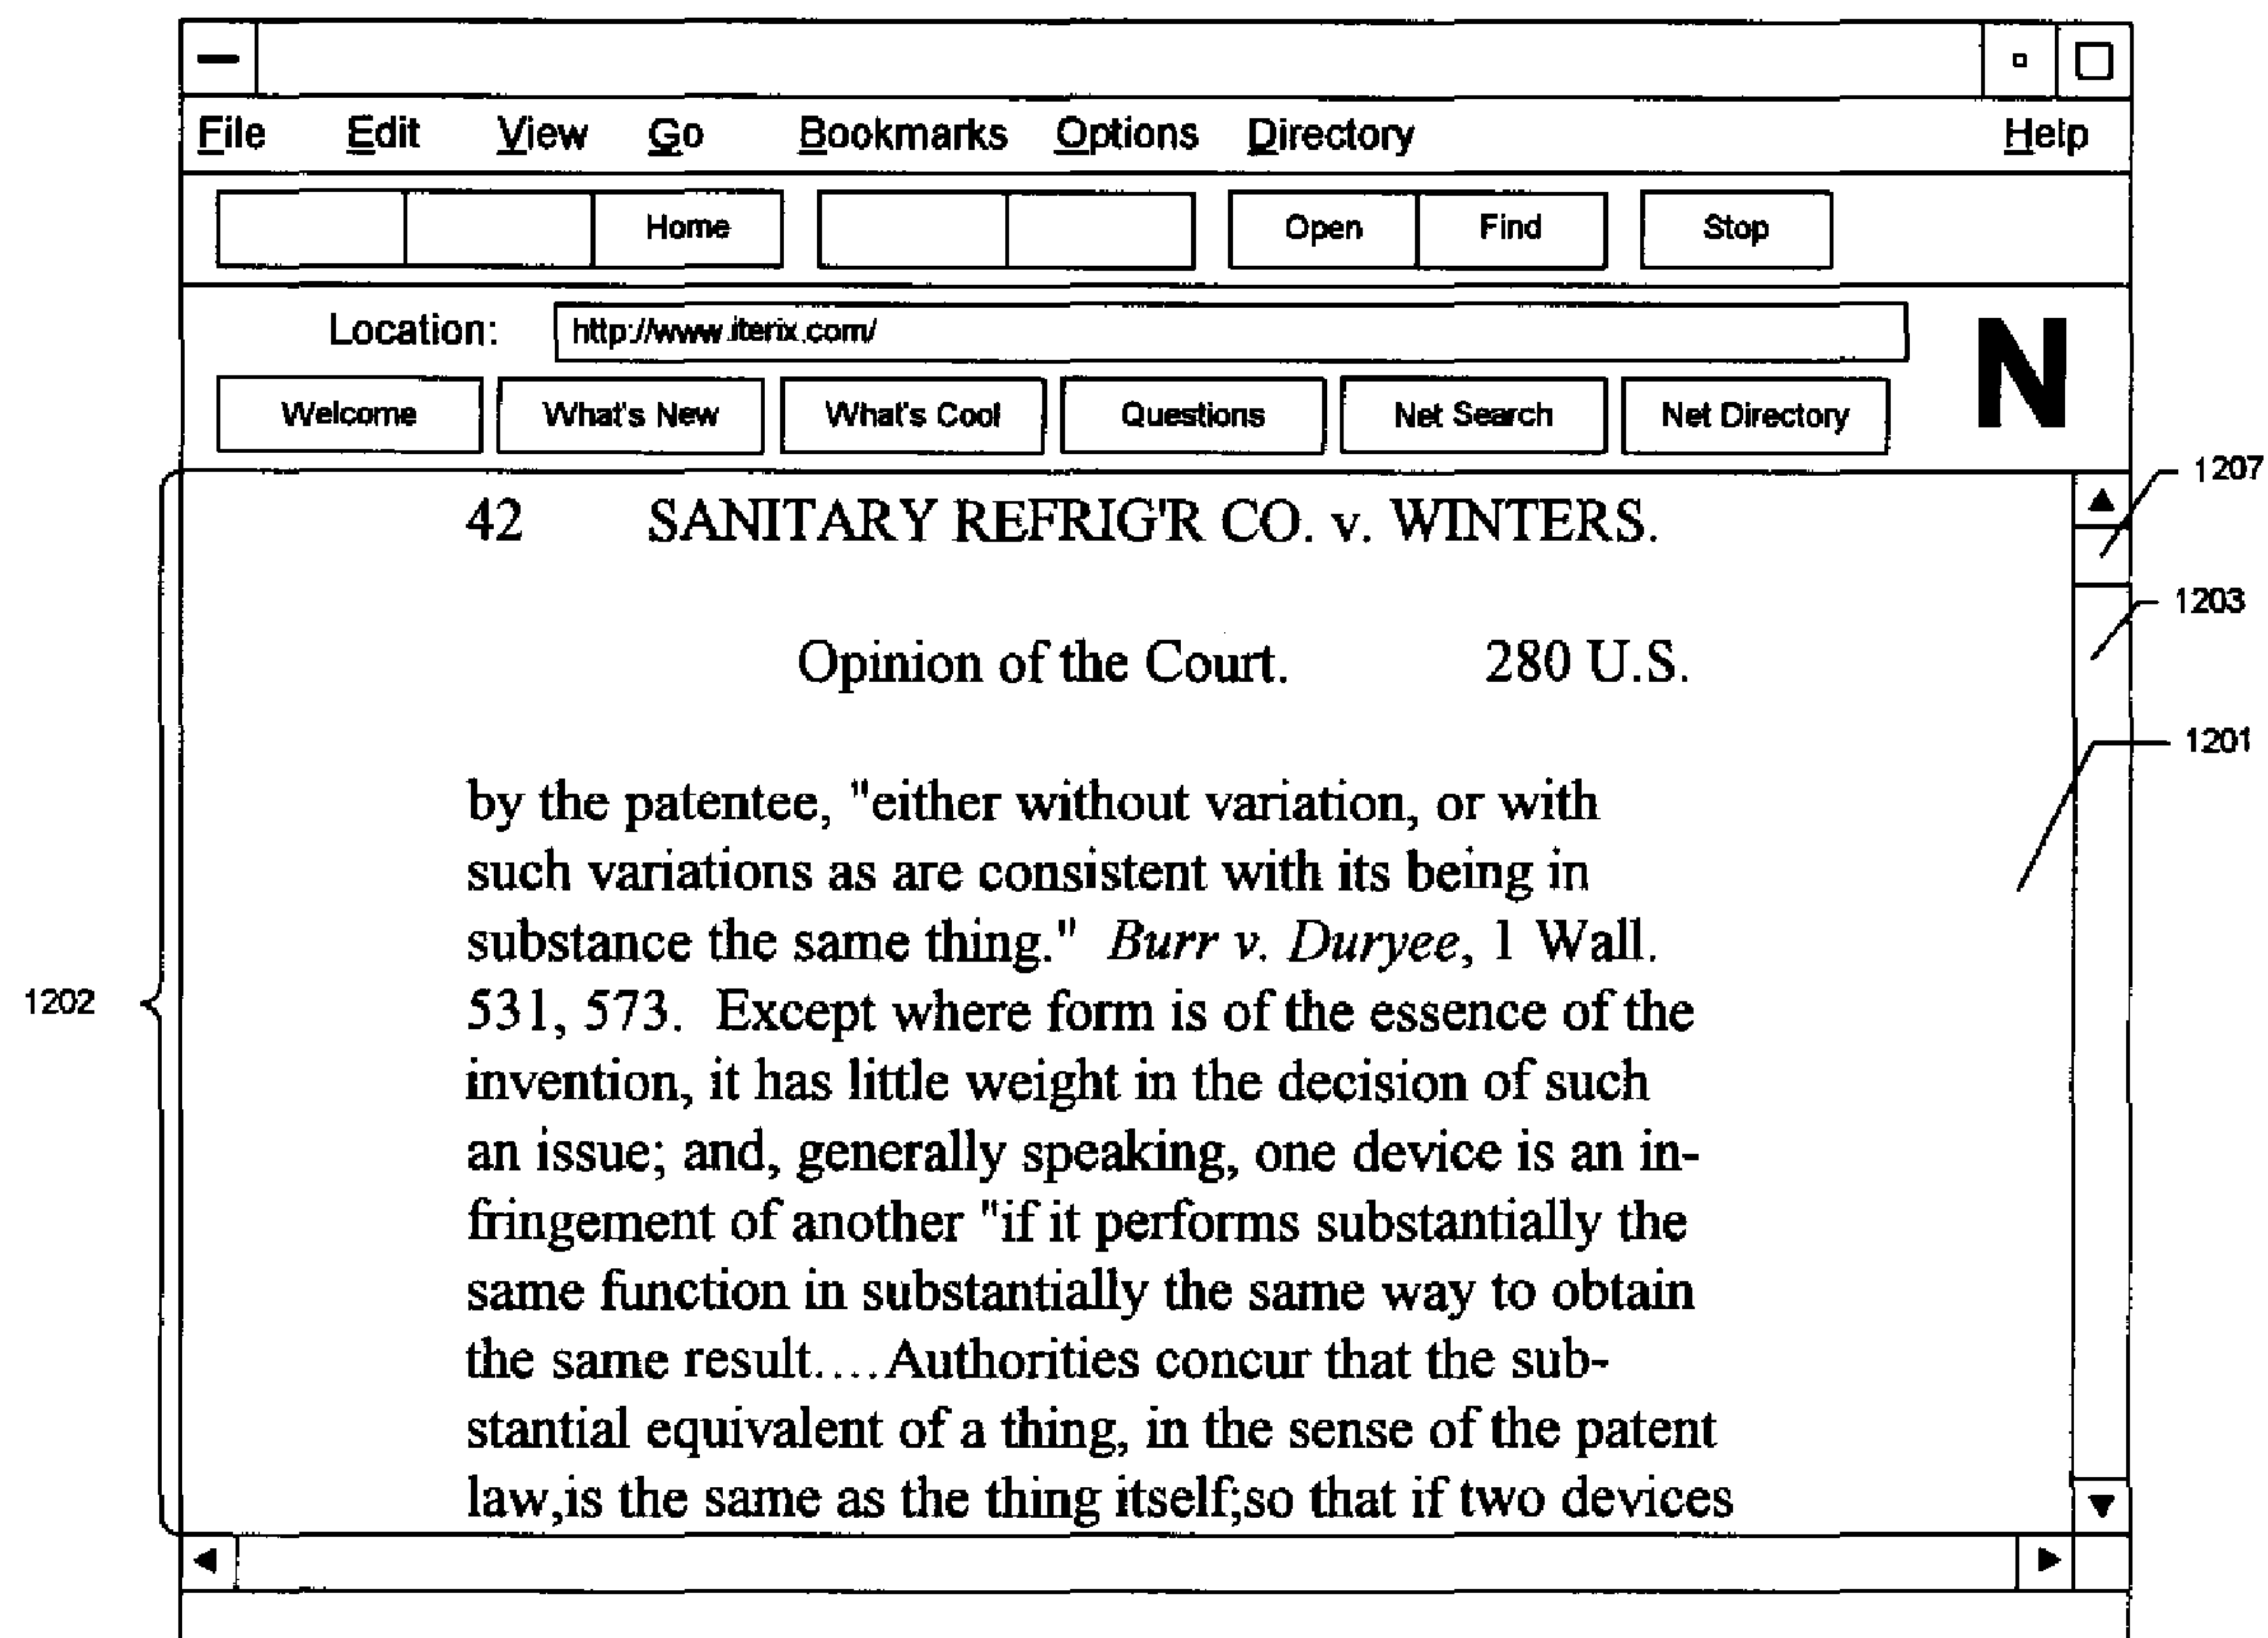 File Edit View Go Bookmarks Options Directory Help
Home Open Find Stop
Location: http://www.iterix.com/
N
Welcome What's New What's Cool Questions Net Search Net Directory
1207
42 SANITARY REFRIG'R CO. v. WINTERS.
1203
Opinion of the Court. 280 U.S.
1201
by the patentee, "either without variation, or with
such variations as are consistent with its being in
substance the same thing." Burr v. Duryee, 1 Wall.
1202
531, 573. Except where form is of the essence of the
invention, it has little weight in the decision of such
an issue; and, generally speaking, one device is an in-
fringement of another "if it performs substantially the
same function in substantially the same way to obtain
the same result....Authorities concur that the sub-
stantial equivalent of a thing, in the sense of the patent
law,is the same as the thing itself;so that if two devices